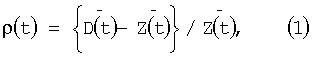 ρ(t) = {D̄(t) − Z̄(t)} / Z̄(t), (1)